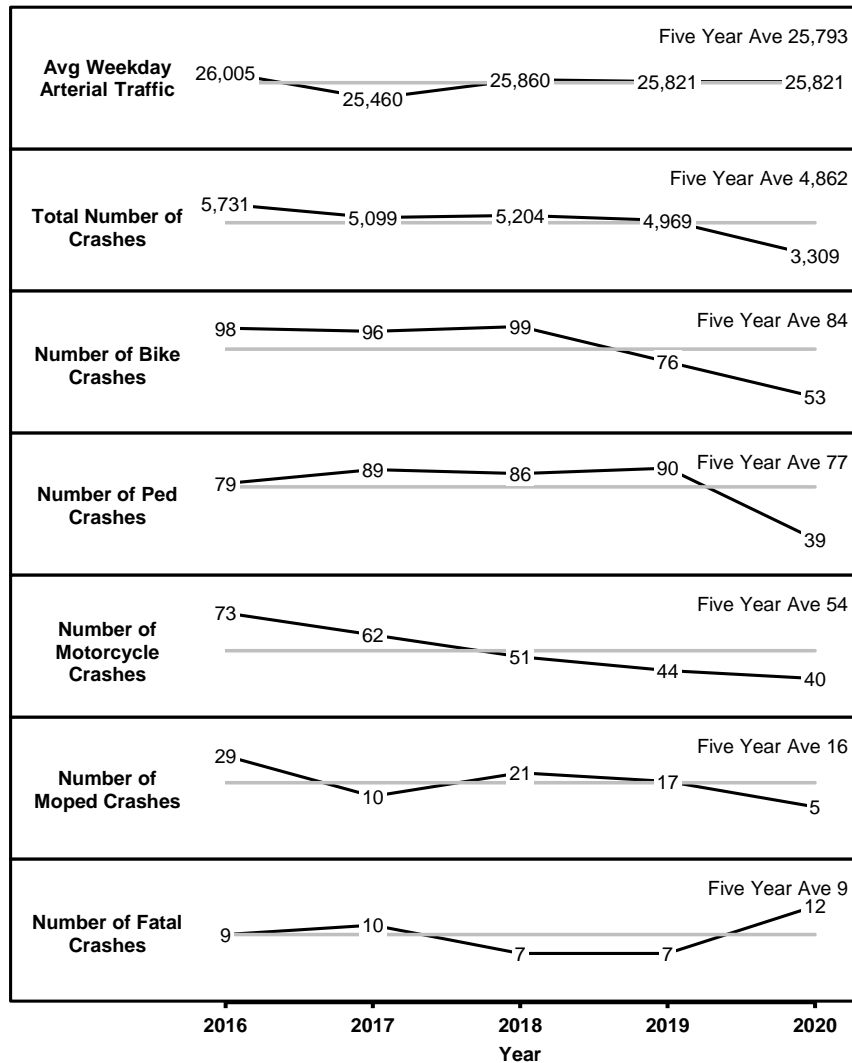 Five Year Ave 25,793
Avg Weekday
Arterial Traffic
26,005
25,460
25,860
25,821
25,821
Five Year Ave 4,862
Total Number of
Crashes
5,731
5,099
5,204
4,969
3,309
Five Year Ave 84
Number of Bike
Crashes
98
96
99
76
53
Five Year Ave 77
Number of Ped
Crashes
79
89
86
90
39
Five Year Ave 54
Number of
Motorcycle
Crashes
73
62
51
44
40
Five Year Ave 16
Number of
Moped Crashes
29
10
21
17
5
Five Year Ave 9
Number of Fatal
Crashes
9
10
7
7
12
2016 2017 2018 2019 2020
Year